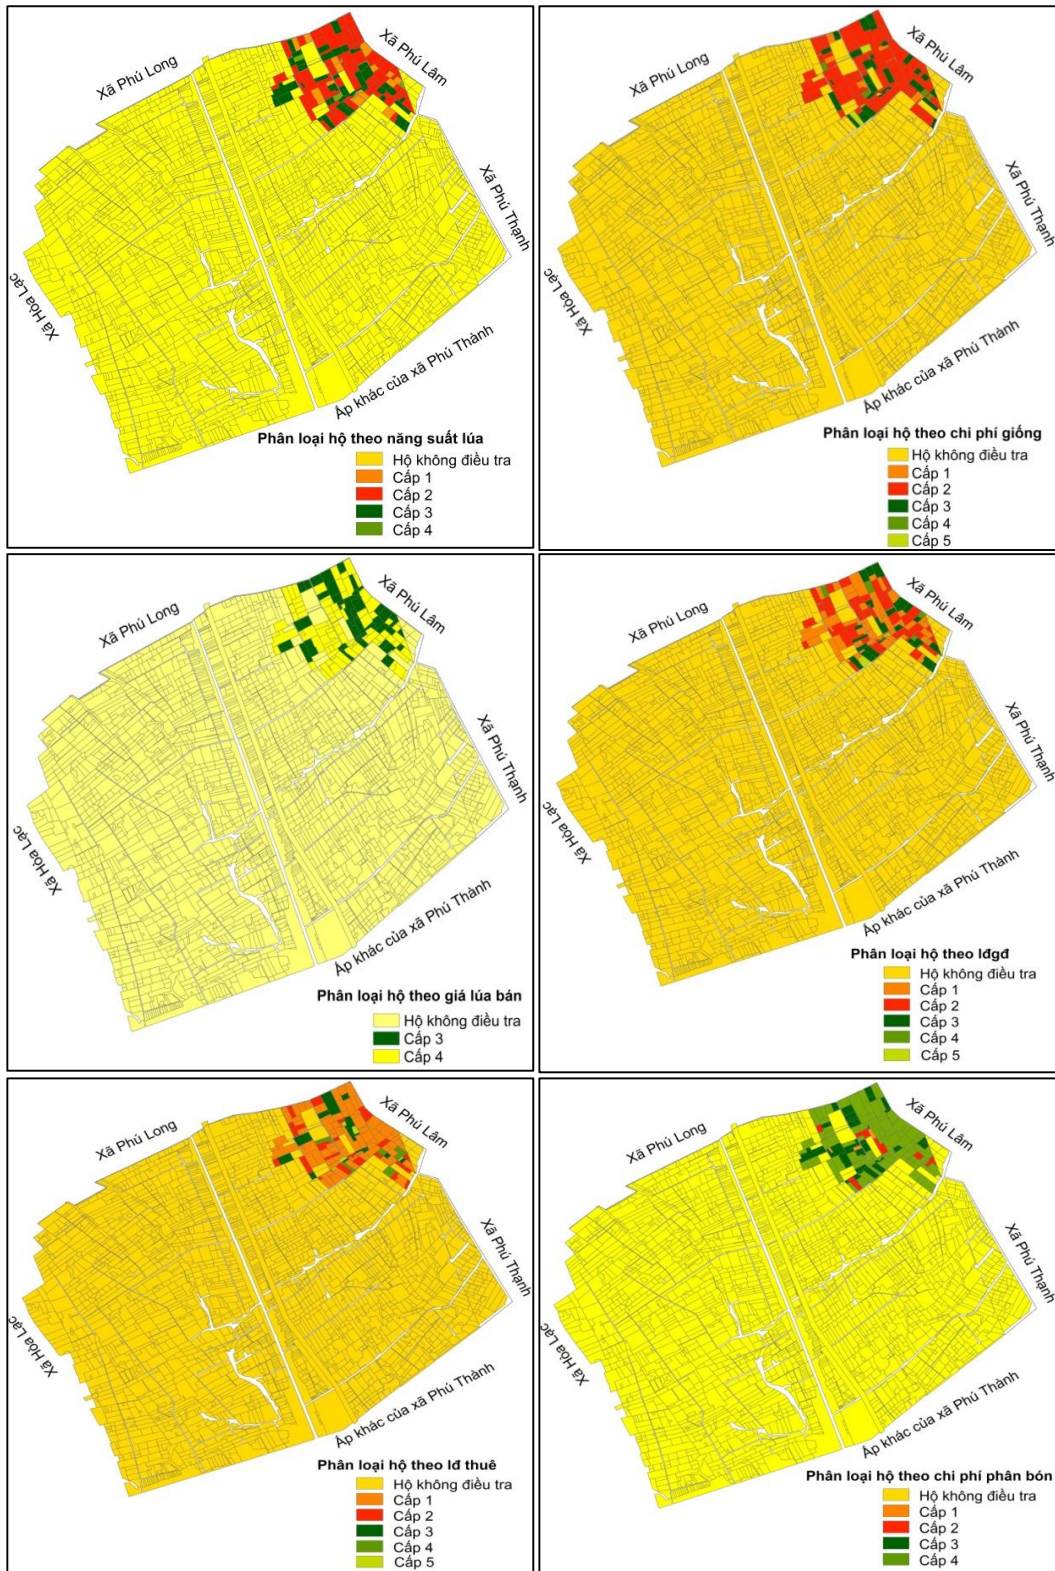 Xã Phú Long
Xã Phú Lâm
Xã Phú Thạnh
Xã Hòa Lạc
Ấp khác của xã Phú Thành
Phân loại hộ theo năng suất lúa
Hộ không điều tra
Cấp 1
Cấp 2
Cấp 3
Cấp 4
Xã Phú Long
Xã Phú Lâm
Xã Phú Thạnh
Xã Hòa Lạc
Ấp khác của xã Phú Thành
Phân loại hộ theo chi phí giống
Hộ không điều tra
Cấp 1
Cấp 2
Cấp 3
Cấp 4
Cấp 5
Xã Phú Long
Xã Phú Lâm
Xã Phú Thạnh
Xã Hòa Lạc
Ấp khác của xã Phú Thành
Phân loại hộ theo giá lúa bán
Hộ không điều tra
Cấp 3
Cấp 4
Xã Phú Long
Xã Phú Lâm
Xã Phú Thạnh
Xã Hòa Lạc
Ấp khác của xã Phú Thành
Phân loại hộ theo lđgđ
Hộ không điều tra
Cấp 1
Cấp 2
Cấp 3
Cấp 4
Cấp 5
Xã Phú Long
Xã Phú Lâm
Xã Phú Thạnh
Xã Hòa Lạc
Ấp khác của xã Phú Thành
Phân loại hộ theo lđ thuê
Hộ không điều tra
Cấp 1
Cấp 2
Cấp 3
Cấp 4
Cấp 5
Xã Phú Long
Xã Phú Lâm
Xã Phú Thạnh
Xã Hòa Lạc
Ấp khác của xã Phú Thành
Phân loại hộ theo chi phí phân bón
Hộ không điều tra
Cấp 1
Cấp 2
Cấp 3
Cấp 4